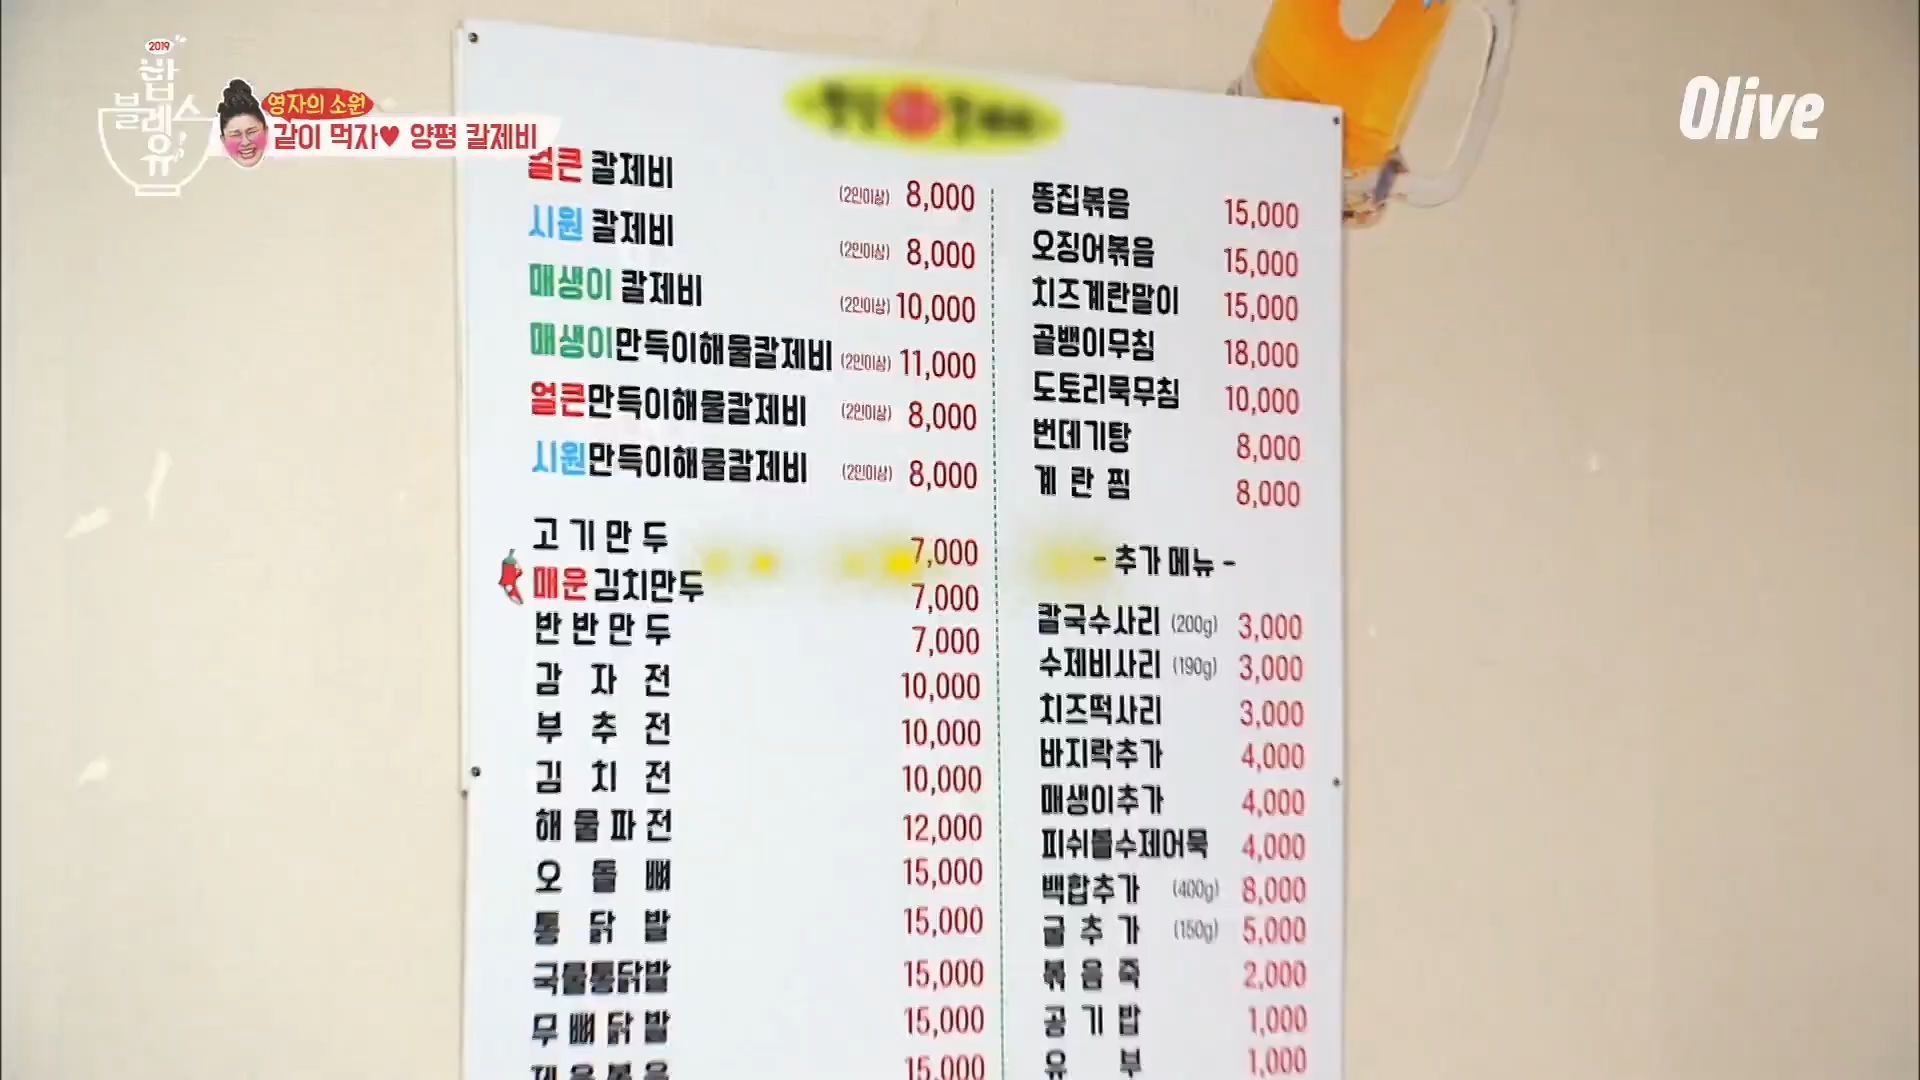 2019
밥블레스유
영자의 소원
같이 먹자♥ 양평 칼제비
Olive
얼큰 칼제비 (2인이상) 8,000
시원 칼제비 (2인이상) 8,000
매생이 칼제비 (2인이상) 10,000
매생이만득이해물칼제비 (2인이상) 11,000
얼큰만득이해물칼제비 (2인이상) 8,000
시원만득이해물칼제비 (2인이상) 8,000
고기만두 7,000
매운김치만두 7,000
반반만두 7,000
감자전 10,000
부추전 10,000
김치전 10,000
해물파전 12,000
오돌뼈 15,000
통닭발 15,000
국물통닭발 15,000
무뼈닭발 15,000
제육볶음 15,000
똥집볶음 15,000
오징어볶음 15,000
치즈계란말이 15,000
골뱅이무침 18,000
도토리묵무침 10,000
번데기탕 8,000
계란찜 8,000
- 추가 메뉴 -
칼국수사리 (200g) 3,000
수제비사리 (190g) 3,000
치즈떡사리 3,000
바지락추가 4,000
매생이추가 4,000
피쉬볼수제어묵 4,000
백합추가 (400g) 8,000
굴추가 (150g) 5,000
볶음죽 2,000
공기밥 1,000
유부 1,000